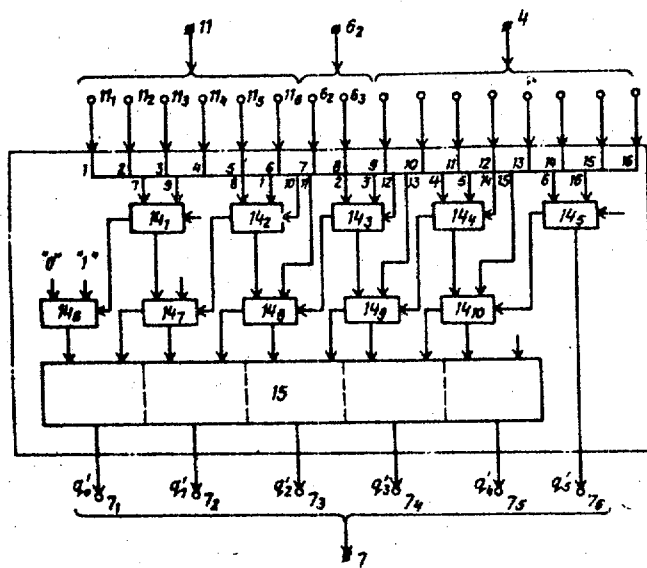 11 6₂ 4
11₁ 11₂ 11₃ 11₄ 11₅ 11₆ 6₂ 6₃
1 2 3 4 5 6 7 8 9 10 11 12 13 14 15 16
7 9 8 1 10 11 2 3 12 13 4 5 14 15 6 16
14₁ 14₂ 14₃ 14₄ 14₅
"0" "1"
14₆ 14₇ 14₈ 14₉ 14₁₀
15
q'₀ 7₁ q'₁ 7₂ q'₂ 7₃ q'₃ 7₄ q'₄ 7₅ q'₅ 7₆
7